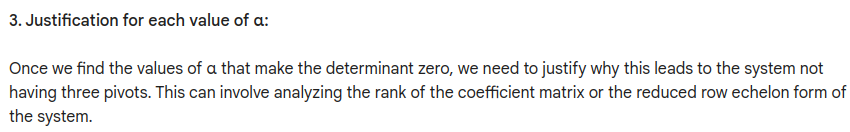 3. Justification for each value of α:
Once we find the values of α that make the determinant zero, we need to justify why this leads to the system not
having three pivots. This can involve analyzing the rank of the coefficient matrix or the reduced row echelon form of
the system.